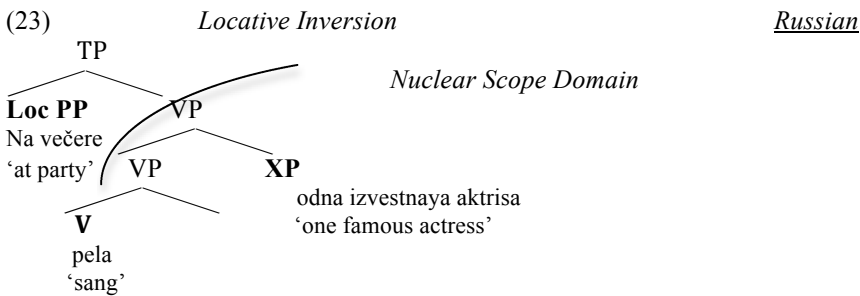 (23) Locative Inversion Russian
TP
Nuclear Scope Domain
Loc PP VP
Na večere
‘at party’ VP XP
odna izvestnaya aktrisa
V ‘one famous actress’
pela
‘sang’